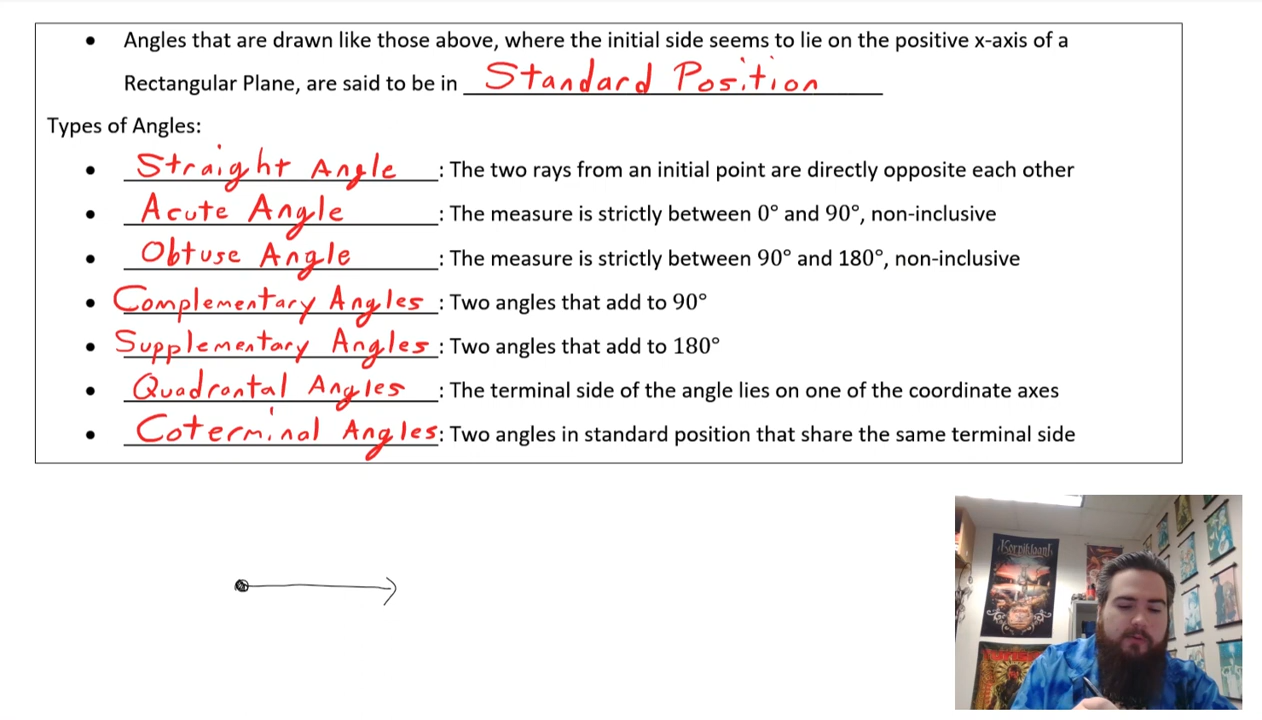 • Angles that are drawn like those above, where the initial side seems to lie on the positive x-axis of a
Rectangular Plane, are said to be in Standard Position
Types of Angles:
• Straight Angle : The two rays from an initial point are directly opposite each other
• Acute Angle : The measure is strictly between 0° and 90°, non-inclusive
• Obtuse Angle : The measure is strictly between 90° and 180°, non-inclusive
• Complementary Angles : Two angles that add to 90°
• Supplementary Angles : Two angles that add to 180°
• Quadrantal Angles : The terminal side of the angle lies on one of the coordinate axes
• Coterminal Angles: Two angles in standard position that share the same terminal side
Korpiklaani